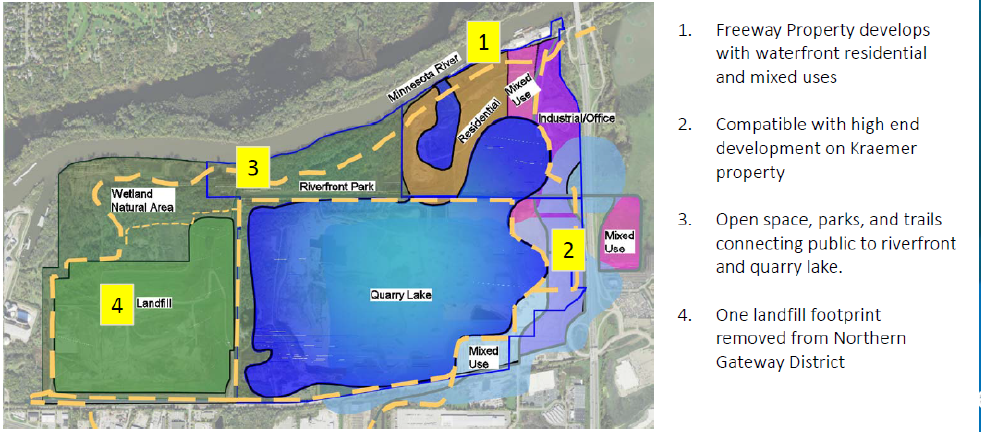 1
Minnesota River
Mixed
Use
Residential
Industrial/Office
3
Riverfront Park
Wetland
Natural Area
2
Mixed
Use
Quarry Lake
4
Landfill
Mixed
Use
1. Freeway Property develops
with waterfront residential
and mixed uses
2. Compatible with high end
development on Kraemer
property
3. Open space, parks, and trails
connecting public to riverfront
and quarry lake.
4. One landfill footprint
removed from Northern
Gateway District